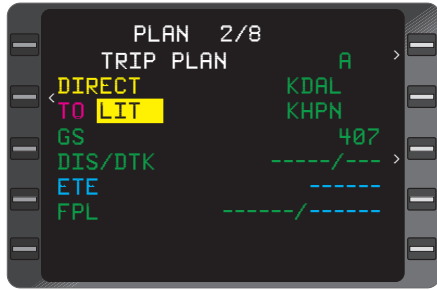 PLAN 2/8
TRIP PLAN A >
< DIRECT KDAL
TO LIT KHPN
GS 407
DIS/DTK -----/--- >
ETE ------
FPL ------/------